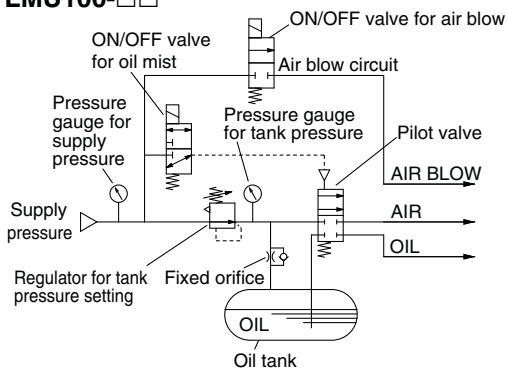 LMU100-□□
ON/OFF valve for air blow
ON/OFF valve
for oil mist
Air blow circuit
Pressure
gauge for
supply
pressure
Pressure gauge
for tank pressure
Pilot valve
AIR BLOW
Supply
pressure
AIR
OIL
Regulator for tank
pressure setting
Fixed orifice
OIL
Oil tank